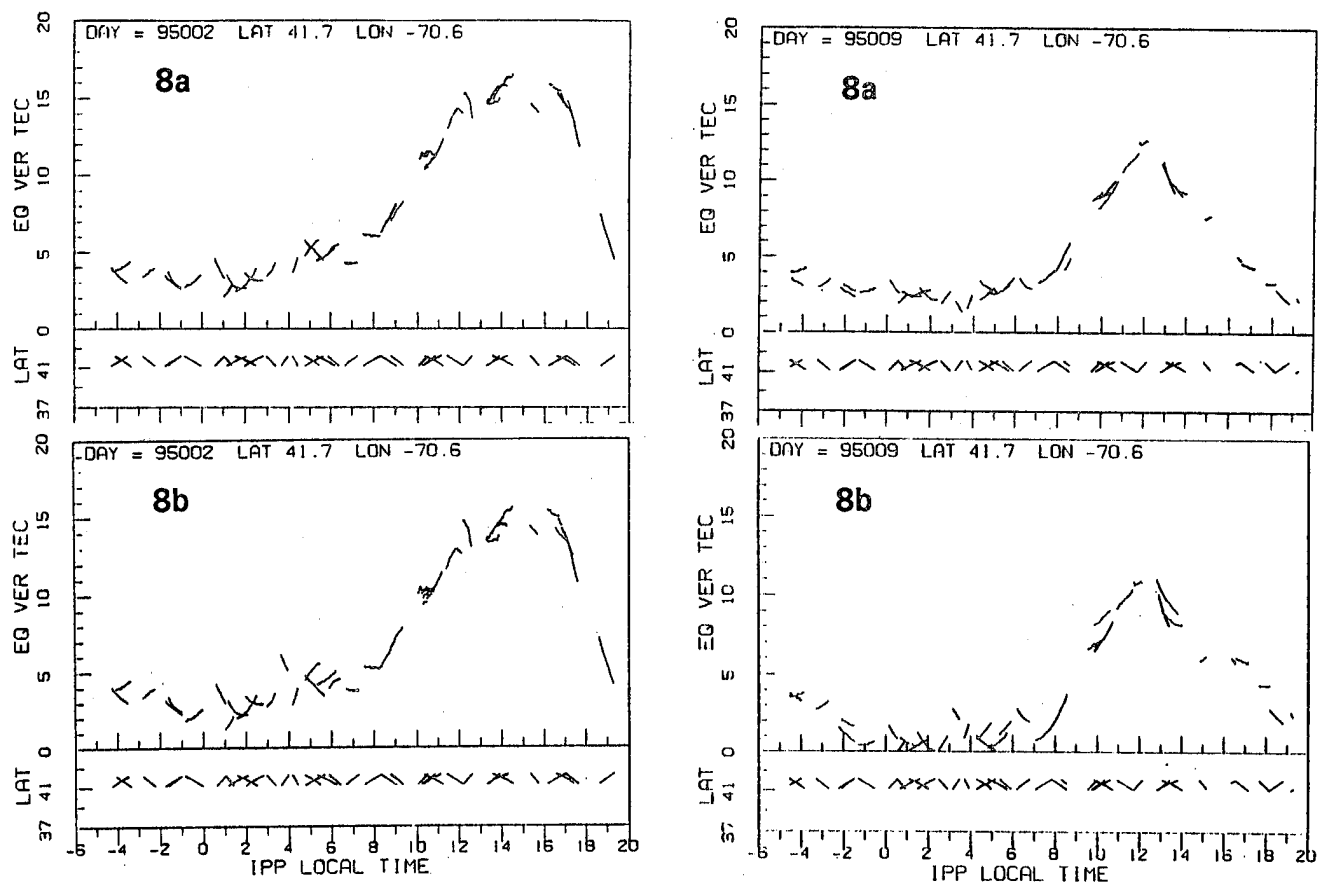 DAY = 95002 LAT 41.7 LON -70.6
8a
20
15
10
5
0
EQ VER TEC
41
37
LAT
DAY = 95009 LAT 41.7 LON -70.6
8a
20
15
10
5
0
EQ VER TEC
41
37
LAT
DAY = 95002 LAT 41.7 LON -70.6
8b
20
15
10
5
0
EQ VER TEC
41
37
LAT
-6 -4 -2 0 2 4 6 8 10 12 14 16 18 20
IPP LOCAL TIME
DAY = 95009 LAT 41.7 LON -70.6
8b
20
15
10
5
0
EQ VER TEC
41
37
LAT
-6 -4 -2 0 2 4 6 8 10 12 14 16 18 20
IPP LOCAL TIME